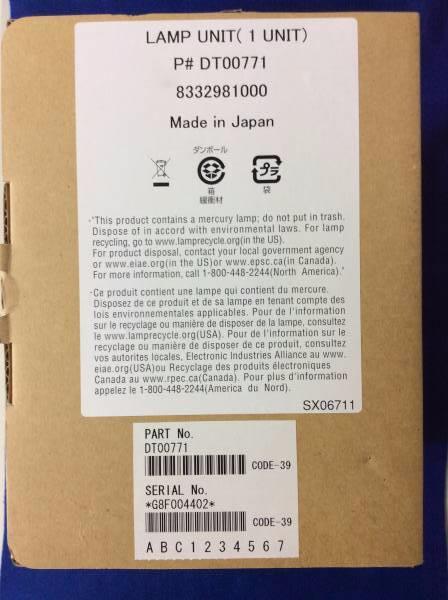 LAMP UNIT( 1 UNIT)
P# DT00771
8332981000
Made in Japan
ダンボール
プラ
箱
袋
緩衝材
"This product contains a mercury lamp; do not put in trash.
Dispose of in accord with environmental laws. For lamp
recycling, go to www.lamprecycle.org(in the US).
For product disposal, contact your local government agency
or www.eiae.org(in the US)or www.epsc.ca(in Canada).
For more information, call 1-800-448-2244(North America)."
"Ce produit contient une lampe qui contient du mercure.
Disposez de ce produit et de sa lampe en tenant compte des
lois environnementales applicables. Pour de l'information
sur le recyclage ou manière de disposer de la lampe, consultez
le www.lamprecycle.org(USA). Pour de l'information sur le
recyclage ou manière de disposer de ce produit, consultez
vos autorites locales, Electronic Industries Alliance au www.
eiae.org(USA)ou Recyclage des produits électroniques
Canada au www.rpec.ca(Canada). Pour plus d'information
appelez le 1-800-448-2244(America du Nord).
SX06711
PART No.
DT00771
CODE-39
SERIAL No.
*G8F004402*
CODE-39
A B C 1 2 3 4 5 6 7